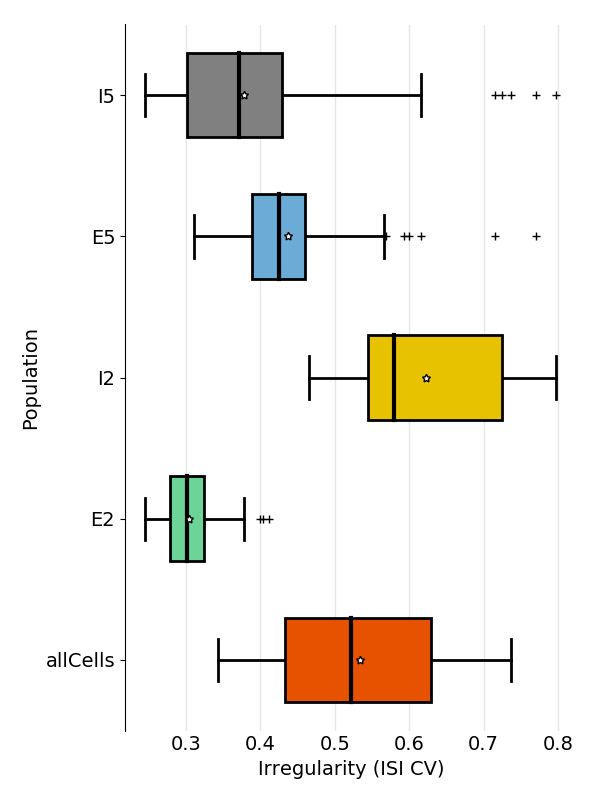 I5
E5
I2
E2
allCells
Population
0.3 0.4 0.5 0.6 0.7 0.8
Irregularity (ISI CV)